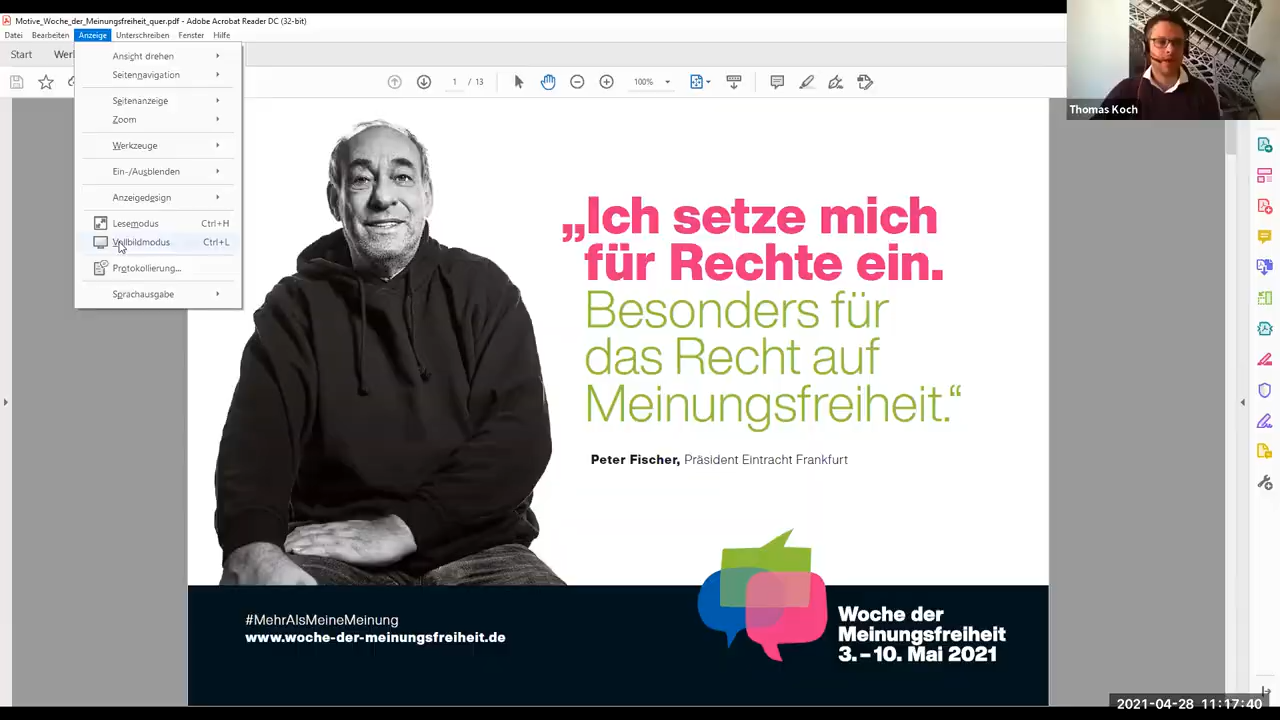 Motive_Woche_der_Meinungsfreiheit_quer.pdf - Adobe Acrobat Reader DC (32-bit)
Datei Bearbeiten Anzeige Unterschreiben Fenster Hilfe
Start
1 / 13
100%
Ansicht drehen
Seitennavigation
Seitenanzeige
Zoom
Werkzeuge
Ein-/Ausblenden
Anzeigedesign
Lesemodus Ctrl+H
Vollbildmodus Ctrl+L
Protokollierung...
Sprachausgabe
Thomas Koch
„Ich setze mich
für Rechte ein.
Besonders für
das Recht auf
Meinungsfreiheit.“
Peter Fischer, Präsident Eintracht Frankfurt
#MehrAlsMeineMeinung
www.woche-der-meinungsfreiheit.de
Woche der
Meinungsfreiheit
3. – 10. Mai 2021
2021-04-28 11:17:40